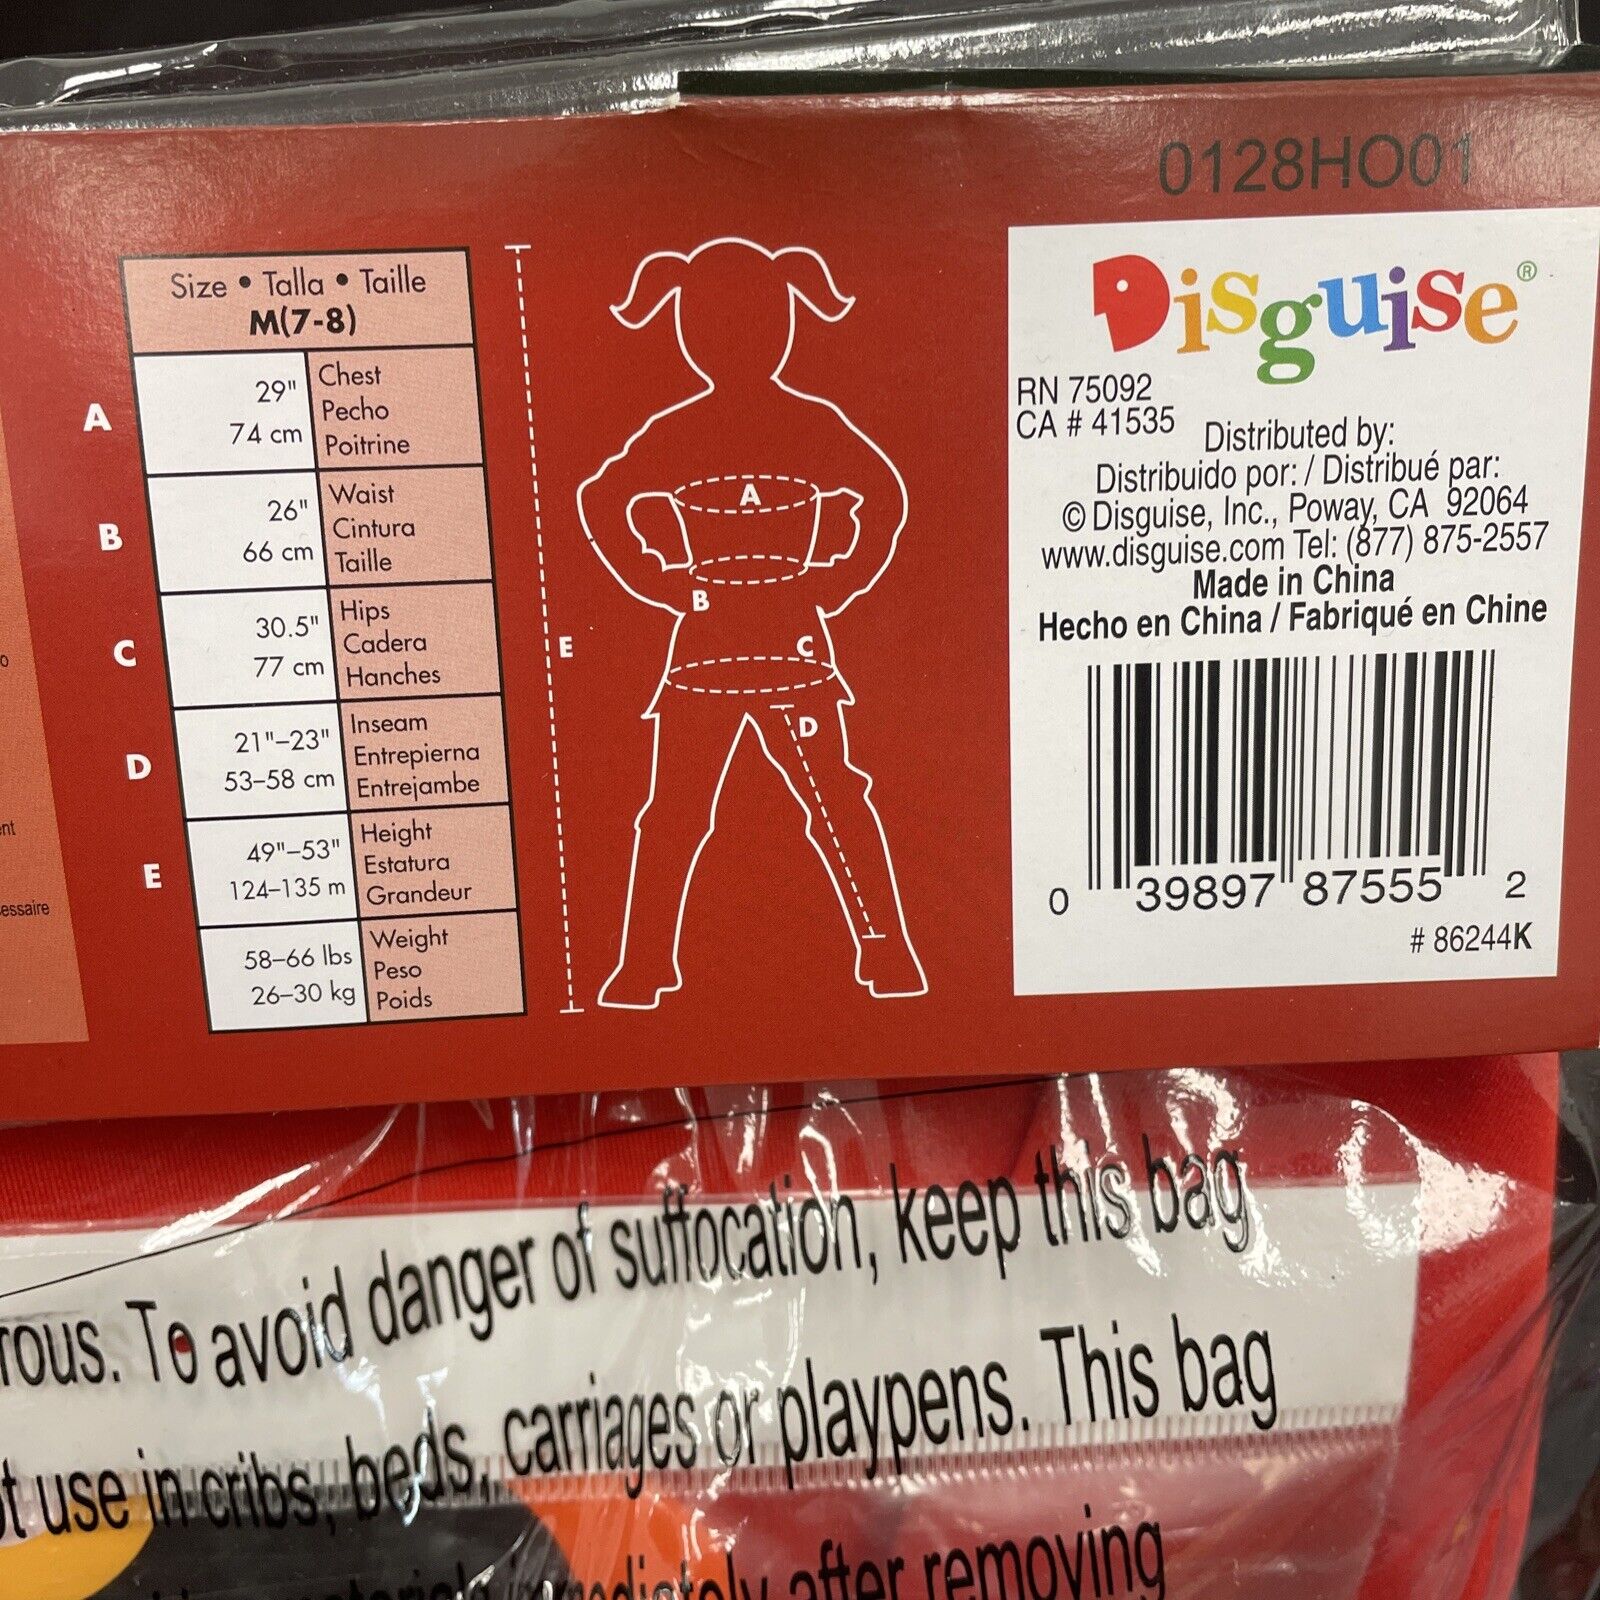 0128HO01
Size • Talla • Taille
M(7-8)
A
29"
74 cm
Chest
Pecho
Poitrine
B
26"
66 cm
Waist
Cintura
Taille
C
30.5"
77 cm
Hips
Cadera
Hanches
D
21"–23"
53–58 cm
Inseam
Entrepierna
Entrejambe
E
49"–53"
124–135 m
Height
Estatura
Grandeur
58–66 lbs
26–30 kg
Weight
Peso
Poids
A
B
C
D
E
Disguise®
RN 75092
CA # 41535
Distributed by:
Distribuido por: / Distribué par:
© Disguise, Inc., Poway, CA 92064
www.disguise.com Tel: (877) 875-2557
Made in China
Hecho en China / Fabriqué en Chine
0 39897 87555 2
# 86244K
To avoid danger of suffocation, keep this bag
use in cribs, beds, carriages or playpens. This bag
immediately after removing